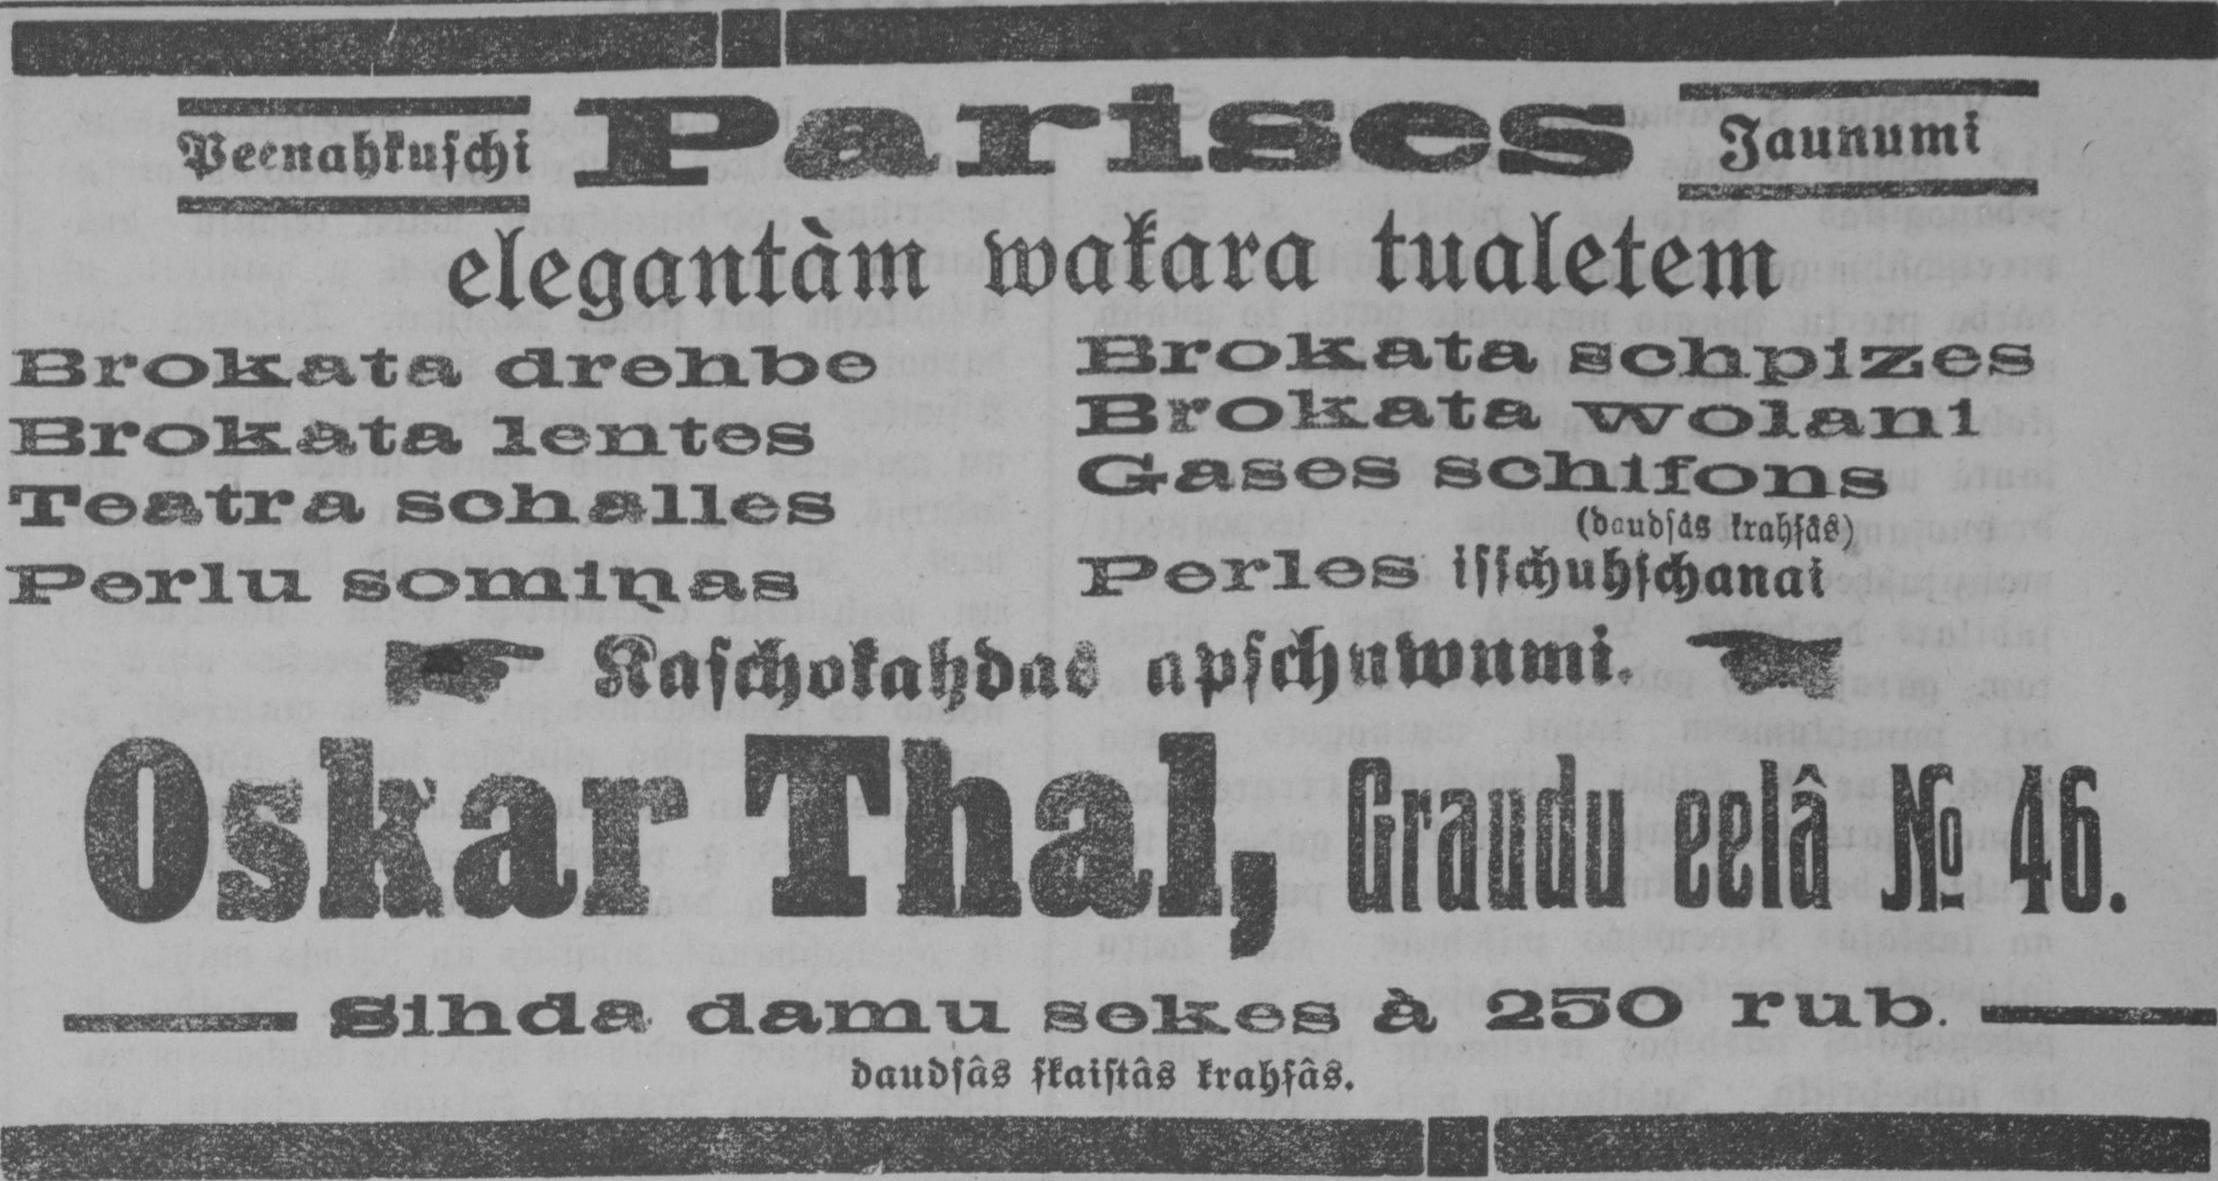 Peenahkuſchi Parises Jaunumi
elegantàm wakara tualetem
Brokata drehbe
Brokata lentes
Teatra schalles
Perlu somiņas
Brokata schpizes
Brokata wolani
Gases schifons
(daudſâs krahſâs)
Perles iſſchuhſchanai
Kaſchokahdas apſchuwumi.
Oskar Thal, Graudu eelâ № 46.
Sihda damu sekes à 250 rub.
daudſâs ſkaiſtâs krahſâs.